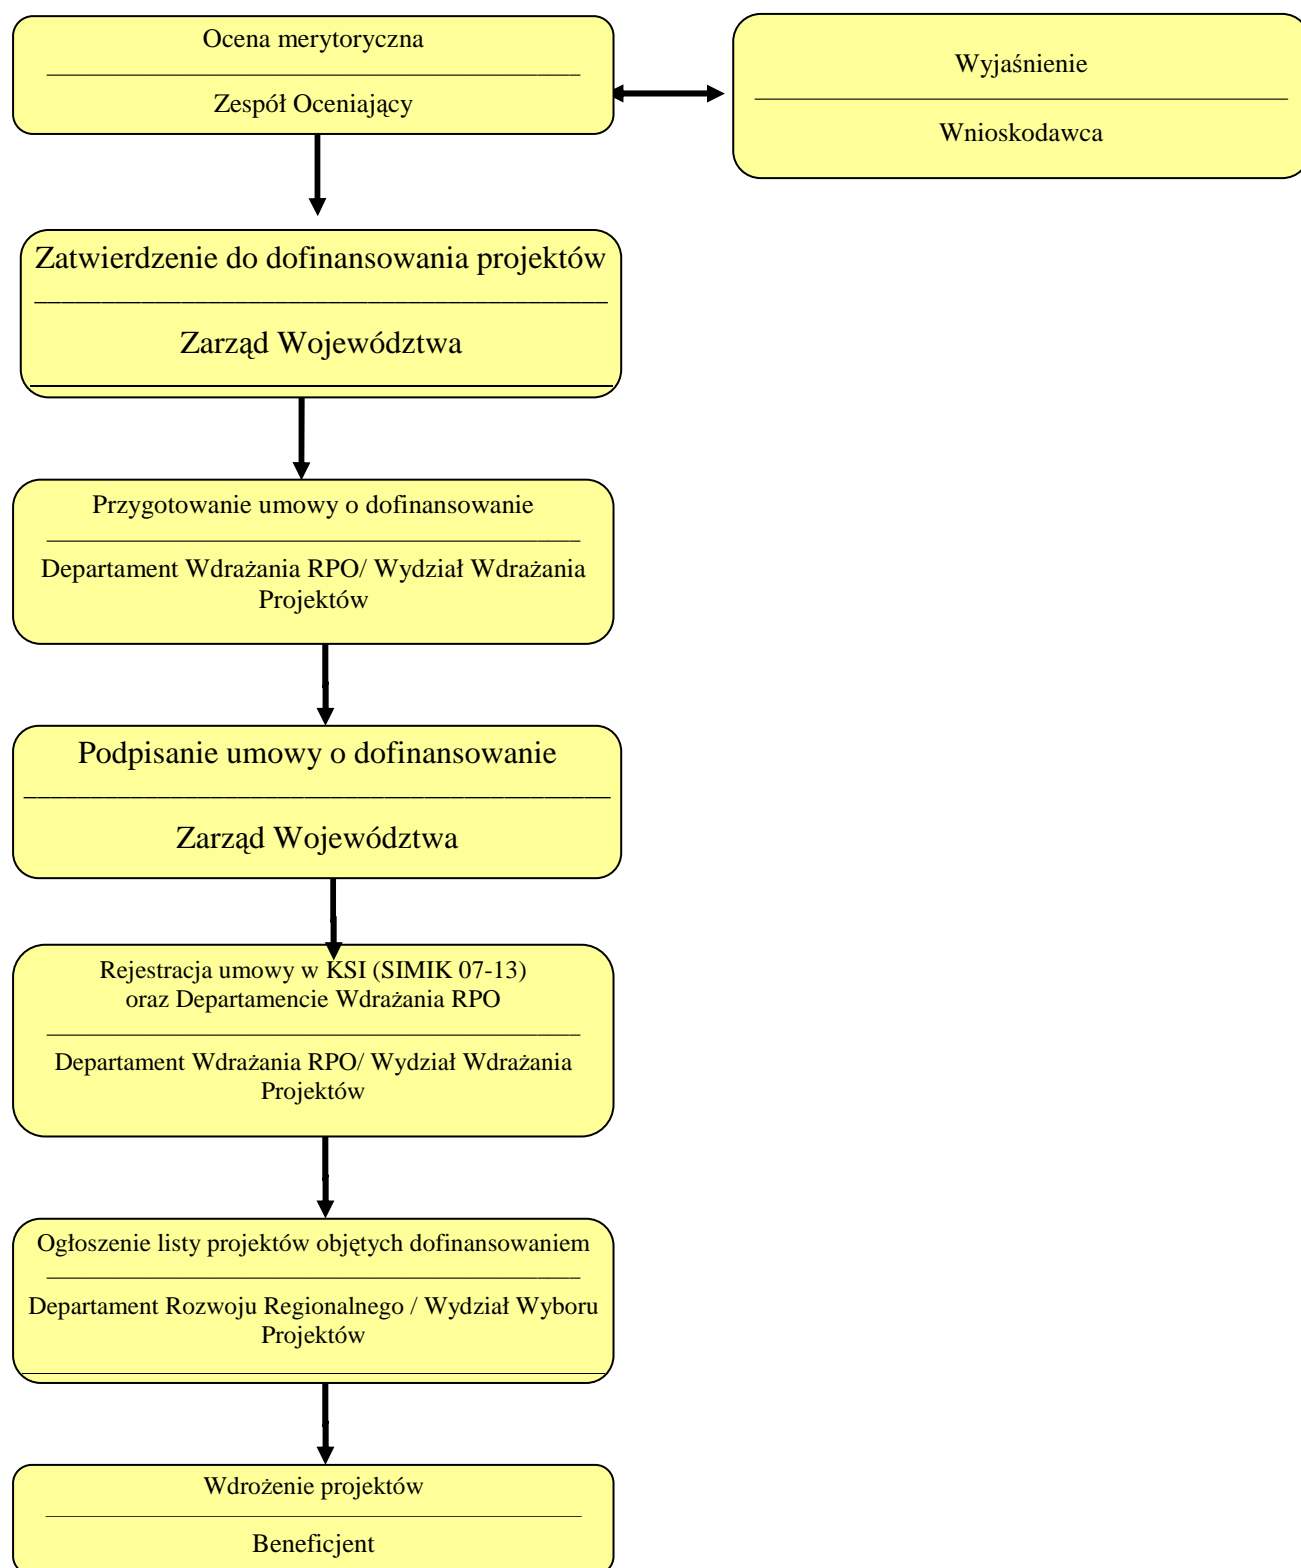 Ocena merytoryczna
Zespół Oceniający
Wyjaśnienie
Wnioskodawca
Zatwierdzenie do dofinansowania projektów
Zarząd Województwa
Przygotowanie umowy o dofinansowanie
Departament Wdrażania RPO/ Wydział Wdrażania
Projektów
Podpisanie umowy o dofinansowanie
Zarząd Województwa
Rejestracja umowy w KSI (SIMIK 07-13)
oraz Departamencie Wdrażania RPO
Departament Wdrażania RPO/ Wydział Wdrażania
Projektów
Ogłoszenie listy projektów objętych dofinansowaniem
Departament Rozwoju Regionalnego / Wydział Wyboru
Projektów
Wdrożenie projektów
Beneficjent